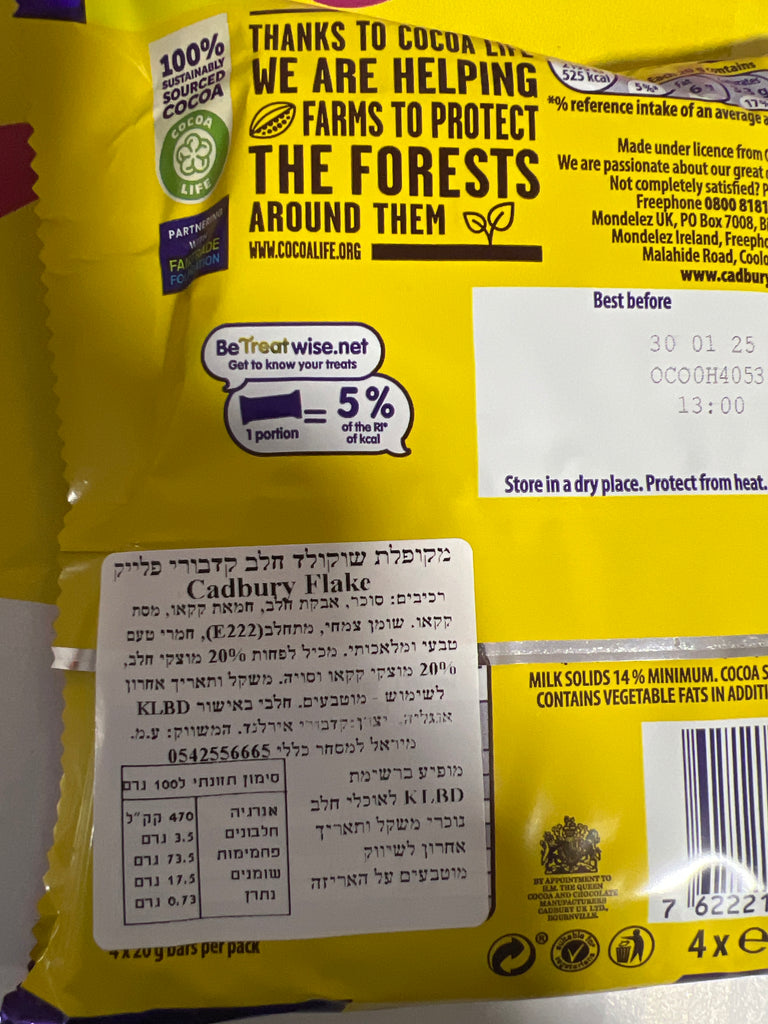 100%
SUSTAINABLY
SOURCED
COCOA
COCOA
LIFE
PARTNERING
WITH
FAIRTRADE
FOUNDATION
THANKS TO COCOA LIFE
WE ARE HELPING
FARMS TO PROTECT
THE FORESTS
AROUND THEM
WWW.COCOALIFE.ORG
525 kcal
5%*
17%
*% reference intake of an average a
Made under licence from
We are passionate about our great
Not completely satisfied?
Freephone 0800 8181
Mondelez UK, PO Box 7008,
Mondelez Ireland,
Malahide Road,
www.cadbury
Best before
30 01 25
OCO0H4053
13:00
Store in a dry place. Protect from heat.
BeTreatwise.net
Get to know your treats
= 5%
1 portion
of the RI*
of kcal
מקופלת שוקולד חלב קדבורי פלייק
Cadbury Flake
רכיבים: סוכר, אבקת חלב, חמאת קקאו, מסת
קקאו. שומן צמחי, מתחלב(E222), חמרי טעם
טבעי ומלאכותי. מכיל לפחות 20% מוצקי חלב,
20% מוצקי קקאו וסויה. משקל ותאריך אחרון
לשימוש - מוטבעים. חלבי באישור KLBD
אנגליה. יצרן:קדבורי אירלנד. המשווק: ע.מ.
מיראל למסחר כללי 0542556665
סימון תזונתי ל100 גרם
אנרגיה 470 קק"ל
חלבונים 3.5 גרם
פחמימות 73.5 גרם
שומנים 17.5 גרם
נתרן 0.73 גרם
מופיע ברשימת
KLBD לאוכלי חלב
נוכרי משקל ותאריך
אחרון לשיווק
מוטבעים על האריזה
4 x 20 g bars per pack
MILK SOLIDS 14 % MINIMUM. COCOA S
CONTAINS VEGETABLE FATS IN ADDITI
BY APPOINTMENT TO
H.M. THE QUEEN
COCOA AND CHOCOLATE
MANUFACTURERS
CADBURY UK LTD.,
BOURNVILLE.
7 62221
suitable for
vegetarians
4 x e